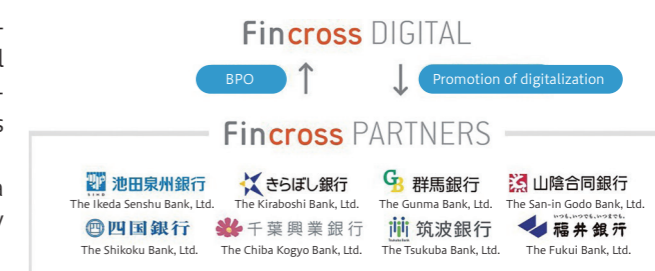 Fincross DIGITAL
BPO
Promotion of digitalization
Fincross PARTNERS
池田泉州銀行 きらぼし銀行 群馬銀行 山陰合同銀行
The Ikeda Senshu Bank, Ltd. The Kiraboshi Bank, Ltd. The Gunma Bank, Ltd. The San-in Godo Bank, Ltd.
いつも。いつまでも。
四国銀行 千葉興業銀行 筑波銀行 福井銀行
The Shikoku Bank, Ltd. The Chiba Kogyo Bank, Ltd. The Tsukuba Bank, Ltd. The Fukui Bank, Ltd.